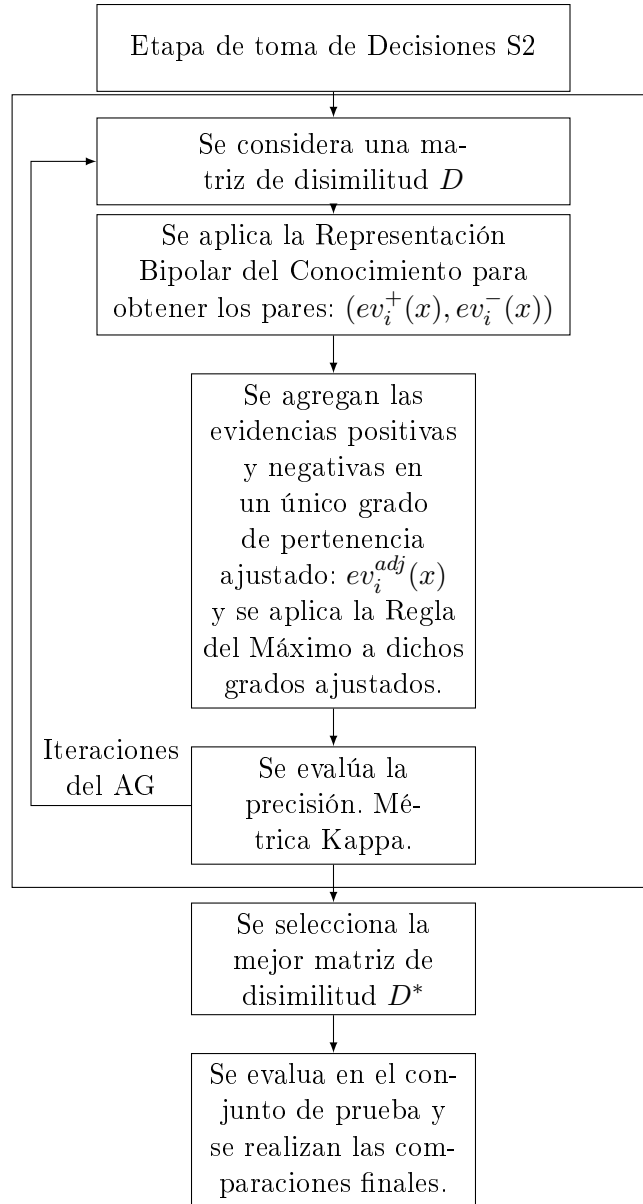 Etapa de toma de Decisiones S2
Se considera una ma-
triz de disimilitud D
Se aplica la Representación
Bipolar del Conocimiento para
obtener los pares: (ev_i^+(x), ev_i^-(x))
Se agregan las
evidencias positivas
y negativas en
un único grado
de pertenencia
ajustado: ev_i^{adj}(x)
y se aplica la Regla
del Máximo a dichos
grados ajustados.
Iteraciones
del AG
Se evalúa la
precisión. Mé-
trica Kappa.
Se selecciona la
mejor matriz de
disimilitud D*
Se evalua en el con-
junto de prueba y
se realizan las com-
paraciones finales.